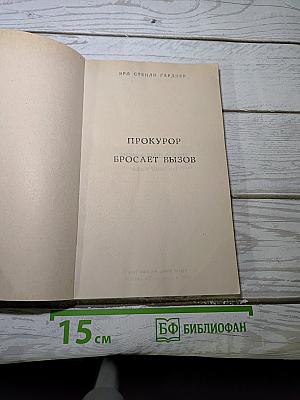 ЭРЛ СТЕНЛИ ГАРДНЕР
ПРОКУРОР
БРОСАЕТ ВЫЗОВ
15 см
БФ БИБЛИОФАН